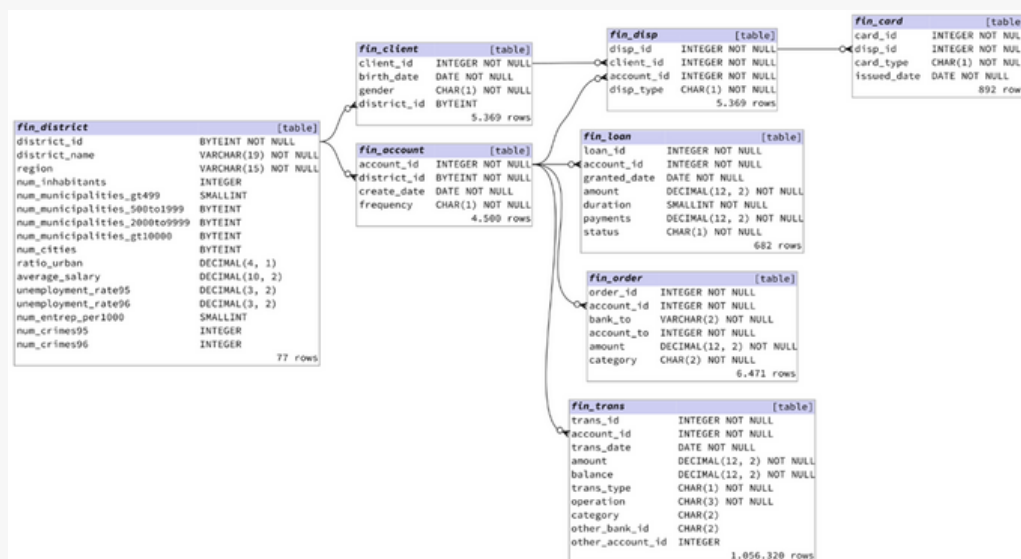 fin_district [table]
district_id BYTEINT NOT NULL
district_name VARCHAR(19) NOT NULL
region VARCHAR(15) NOT NULL
num_inhabitants INTEGER
num_municipalities_gt499 SMALLINT
num_municipalities_500to1999 BYTEINT
num_municipalities_2000to9999 BYTEINT
num_municipalities_gt10000 BYTEINT
num_cities BYTEINT
ratio_urban DECIMAL(4, 1)
average_salary DECIMAL(10, 2)
unemployment_rate95 DECIMAL(3, 2)
unemployment_rate96 DECIMAL(3, 2)
num_entrep_per1000 SMALLINT
num_crimes95 INTEGER
num_crimes96 INTEGER
77 rows
fin_client [table]
client_id INTEGER NOT NULL
birth_date DATE NOT NULL
gender CHAR(1) NOT NULL
district_id BYTEINT
5.369 rows
fin_account [table]
account_id INTEGER NOT NULL
district_id BYTEINT NOT NULL
create_date DATE NOT NULL
frequency CHAR(1) NOT NULL
4.500 rows
fin_disp [table]
disp_id INTEGER NOT NULL
client_id INTEGER NOT NULL
account_id INTEGER NOT NULL
disp_type CHAR(1) NOT NULL
5.369 rows
fin_loan [table]
loan_id INTEGER NOT NULL
account_id INTEGER NOT NULL
granted_date DATE NOT NULL
amount DECIMAL(12, 2) NOT NULL
duration SMALLINT NOT NULL
payments DECIMAL(12, 2) NOT NULL
status CHAR(1) NOT NULL
682 rows
fin_order [table]
order_id INTEGER NOT NULL
account_id INTEGER NOT NULL
bank_to VARCHAR(2) NOT NULL
account_to INTEGER NOT NULL
amount DECIMAL(12, 2) NOT NULL
category CHAR(2) NOT NULL
6.471 rows
fin_trans [table]
trans_id INTEGER NOT NULL
account_id INTEGER NOT NULL
trans_date DATE NOT NULL
amount DECIMAL(12, 2) NOT NULL
balance DECIMAL(12, 2) NOT NULL
trans_type CHAR(1) NOT NULL
operation CHAR(3) NOT NULL
category CHAR(2)
other_bank_id CHAR(2)
other_account_id INTEGER
1.056.320 rows
fin_card [table
card_id INTEGER NOT NUL
disp_id INTEGER NOT NUL
card_type CHAR(1) NOT NUL
issued_date DATE NOT NULL
892 row